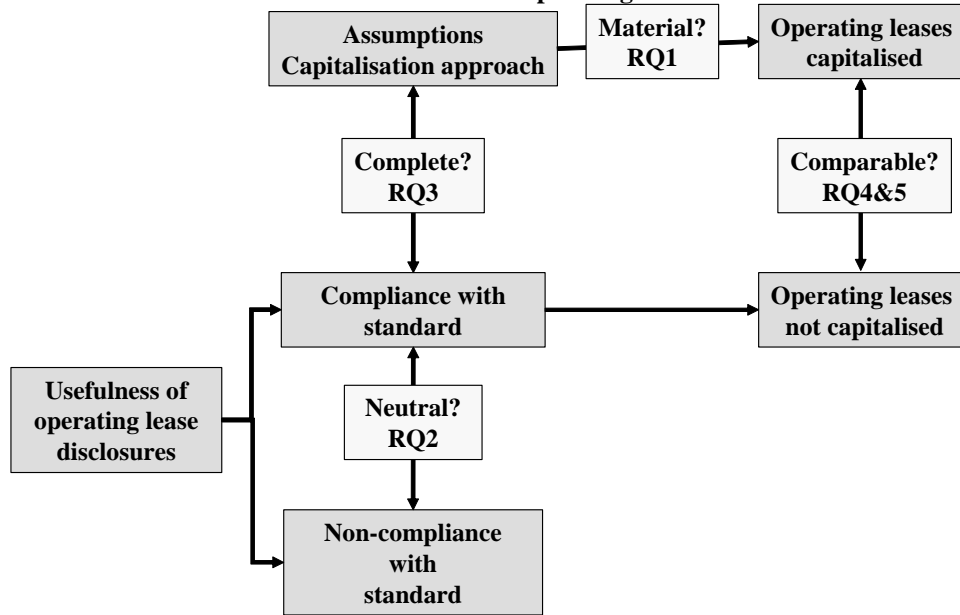 Assumptions
Capitalisation approach
Material?
RQ1
Operating leases
capitalised
Complete?
RQ3
Comparable?
RQ4&5
Compliance with
standard
Operating leases
not capitalised
Usefulness of
operating lease
disclosures
Neutral?
RQ2
Non-compliance
with
standard